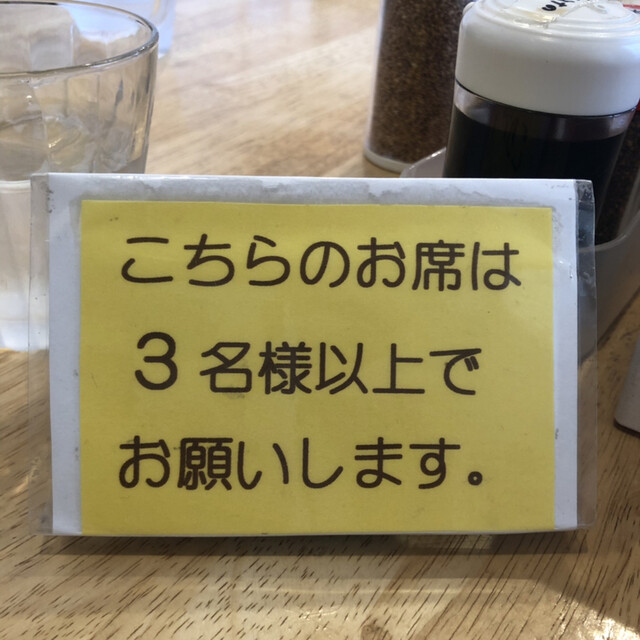 こちらのお席は
3名様以上で
お願いします。